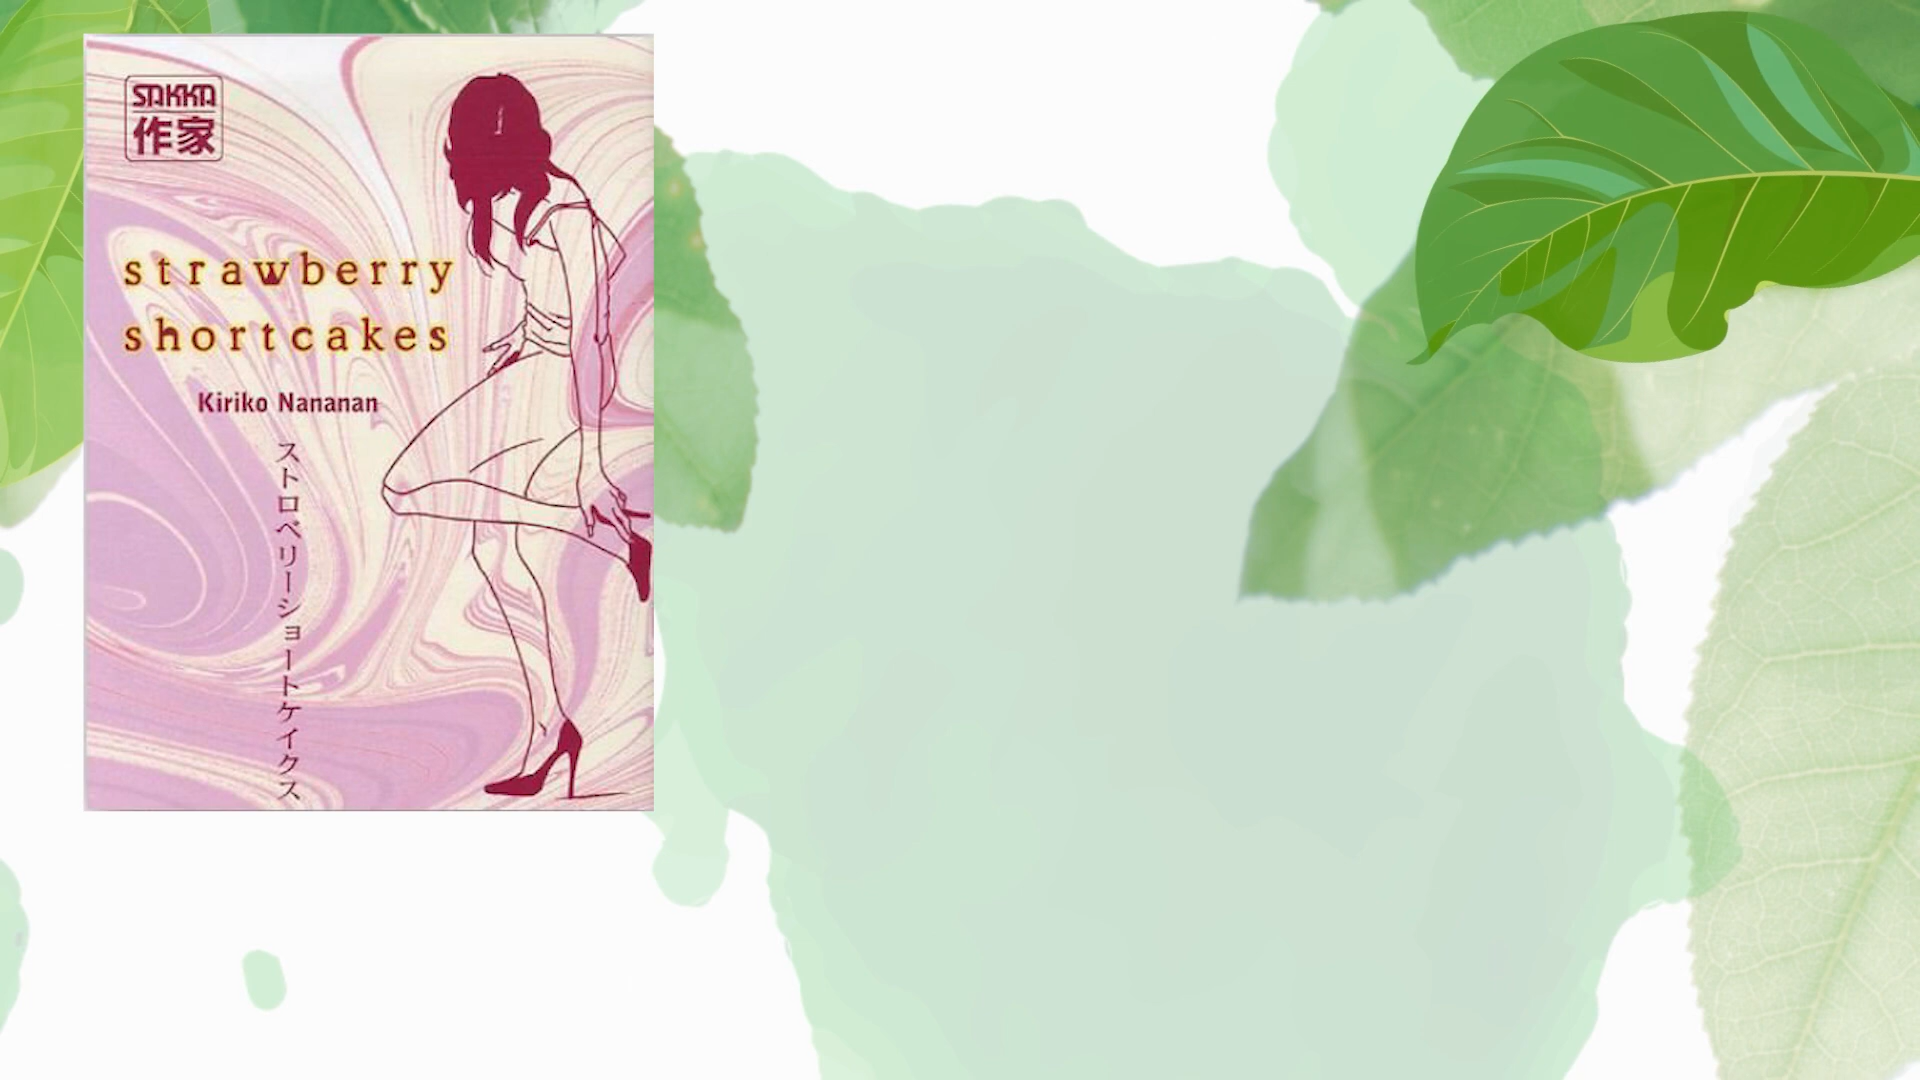 SAKKA
作家
strawberry
shortcakes
Kiriko Nananan
ストロベリーショートケイクス